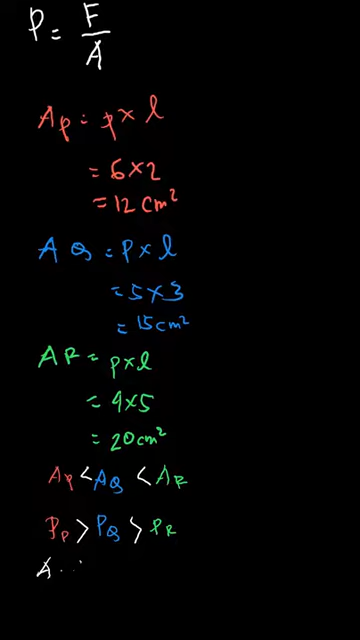 P = F/A
Ap = p × l
= 6 × 2
= 12 cm²
A Q = P × l
= 5 × 3
= 15 cm²
AR = p × l
= 4 × 5
= 20 cm²
Ap < AQ < AR
Pp > PQ > PR
A ..